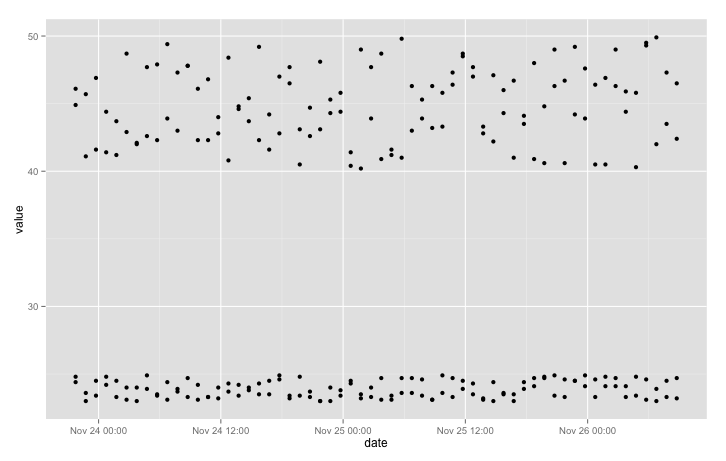 50
40
30
value
Nov 24 00:00
Nov 24 12:00
Nov 25 00:00
Nov 25 12:00
Nov 26 00:00
date